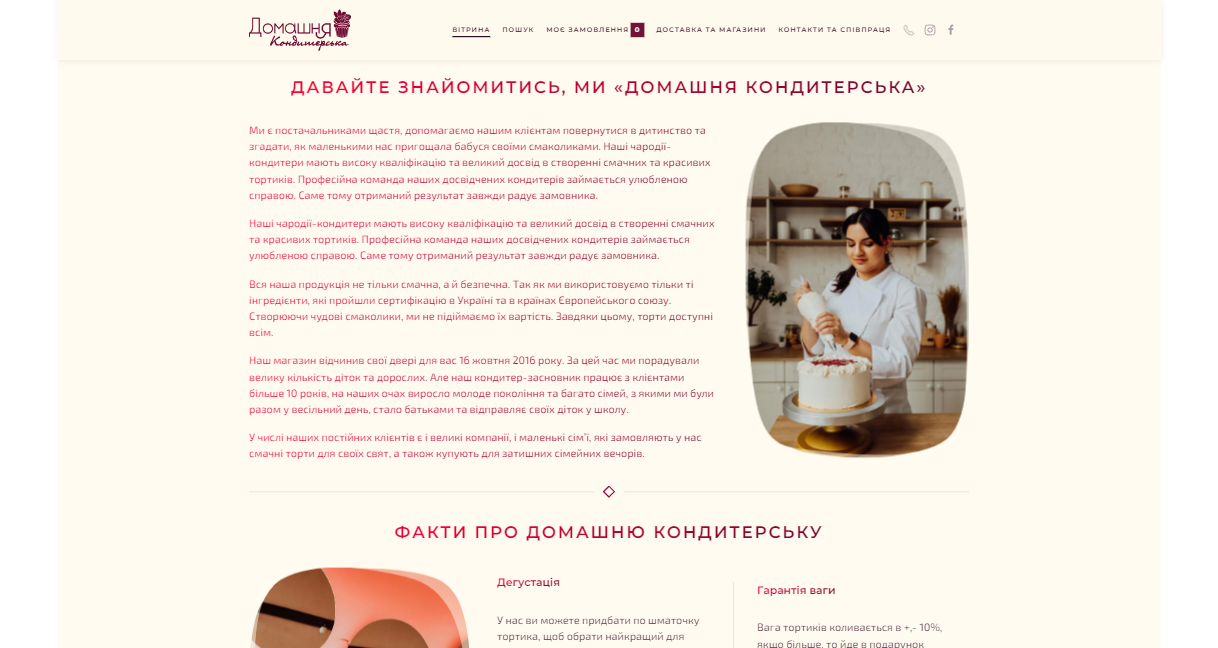 Домашня
Кондитерська
ВІТРИНА ПОШУК МОЄ ЗАМОВЛЕННЯ 0 ДОСТАВКА ТА МАГАЗИНИ КОНТАКТИ ТА СПІВПРАЦЯ
ДАВАЙТЕ ЗНАЙОМИТИСЬ, МИ «ДОМАШНЯ КОНДИТЕРСЬКА»
Ми є постачальниками щастя, допомагаємо нашим клієнтам повернутися в дитинство та
згадати, як маленькими нас пригощала бабуся своїми смаколиками. Наші чародії-
кондитери мають високу кваліфікацію та великий досвід в створенні смачних та красивих
тортиків. Професійна команда наших досвідчених кондитерів займається улюбленою
справою. Саме тому отриманий результат завжди радує замовника.
Наші чародії-кондитери мають високу кваліфікацію та великий досвід в створенні смачних
та красивих тортиків. Професійна команда наших досвідчених кондитерів займається
улюбленою справою. Саме тому отриманий результат завжди радує замовника.
Вся наша продукція не тільки смачна, а й безпечна. Так як ми використовуємо тільки ті
інгредієнти, які пройшли сертифікацію в Україні та в країнах Європейського союзу.
Створюючи чудові смаколики, ми не підіймаємо їх вартість. Завдяки цьому, торти доступні
всім.
Наш магазин відчинив свої двері для вас 16 жовтня 2016 року. За цей час ми порадували
велику кількість діток та дорослих. Але наш кондитер-засновник працює з клієнтами
більше 10 років, на наших очах виросло молоде покоління та багато сімей, з якими ми були
разом у весільний день, стало батьками та відправляє своїх діток у школу.
У числі наших постійних клієнтів є і великі компанії, і маленькі сім'ї, які замовляють у нас
смачні торти для своїх свят, а також купують для затишних сімейних вечорів.
ФАКТИ ПРО ДОМАШНЮ КОНДИТЕРСЬКУ
Дегустація
У нас ви можете придбати по шматочку
тортика, щоб обрати найкращий для
Гарантія ваги
Вага тортиків коливається в +,- 10%,
якщо більше, то йде в подарунок